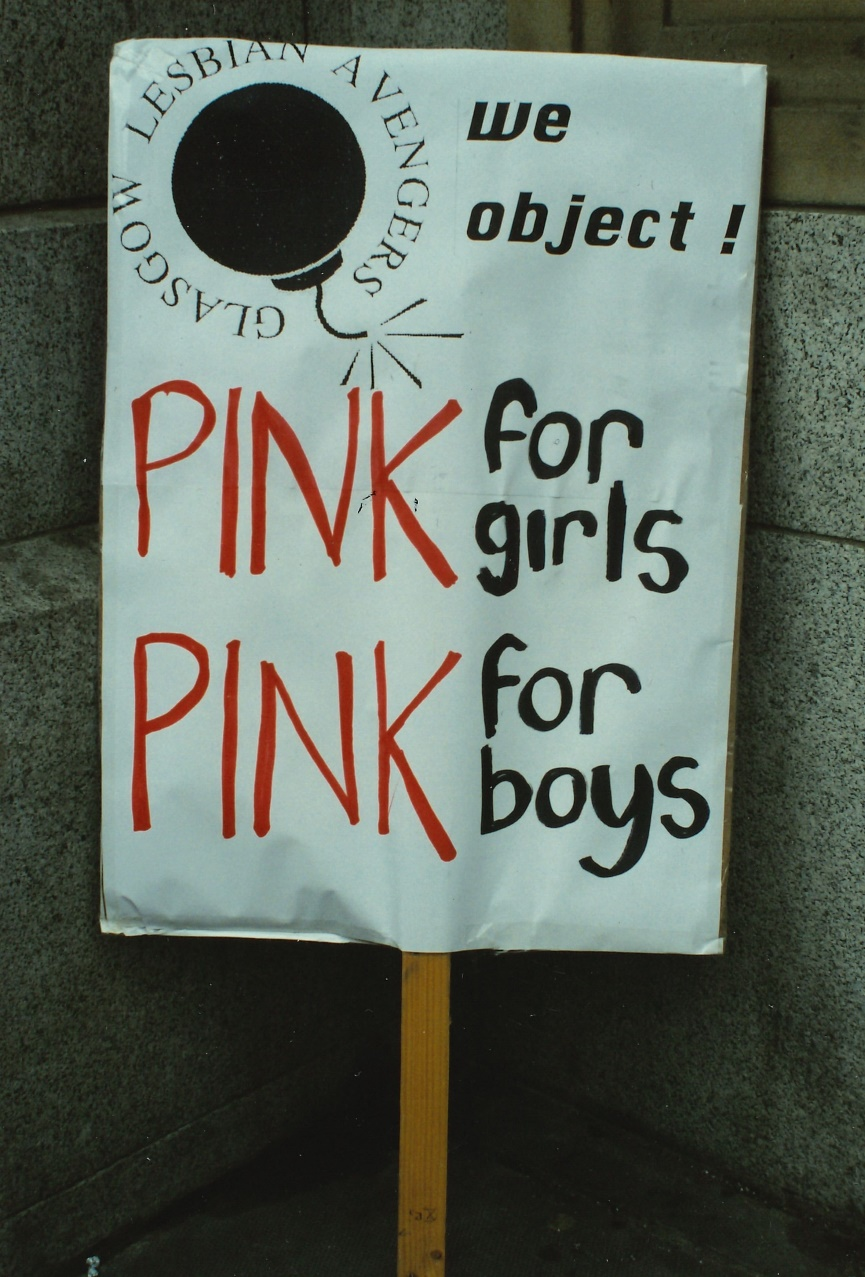 GLASGOW LESBIAN AVENGERS
we
object !
PINK for
girls
PINK for
boys